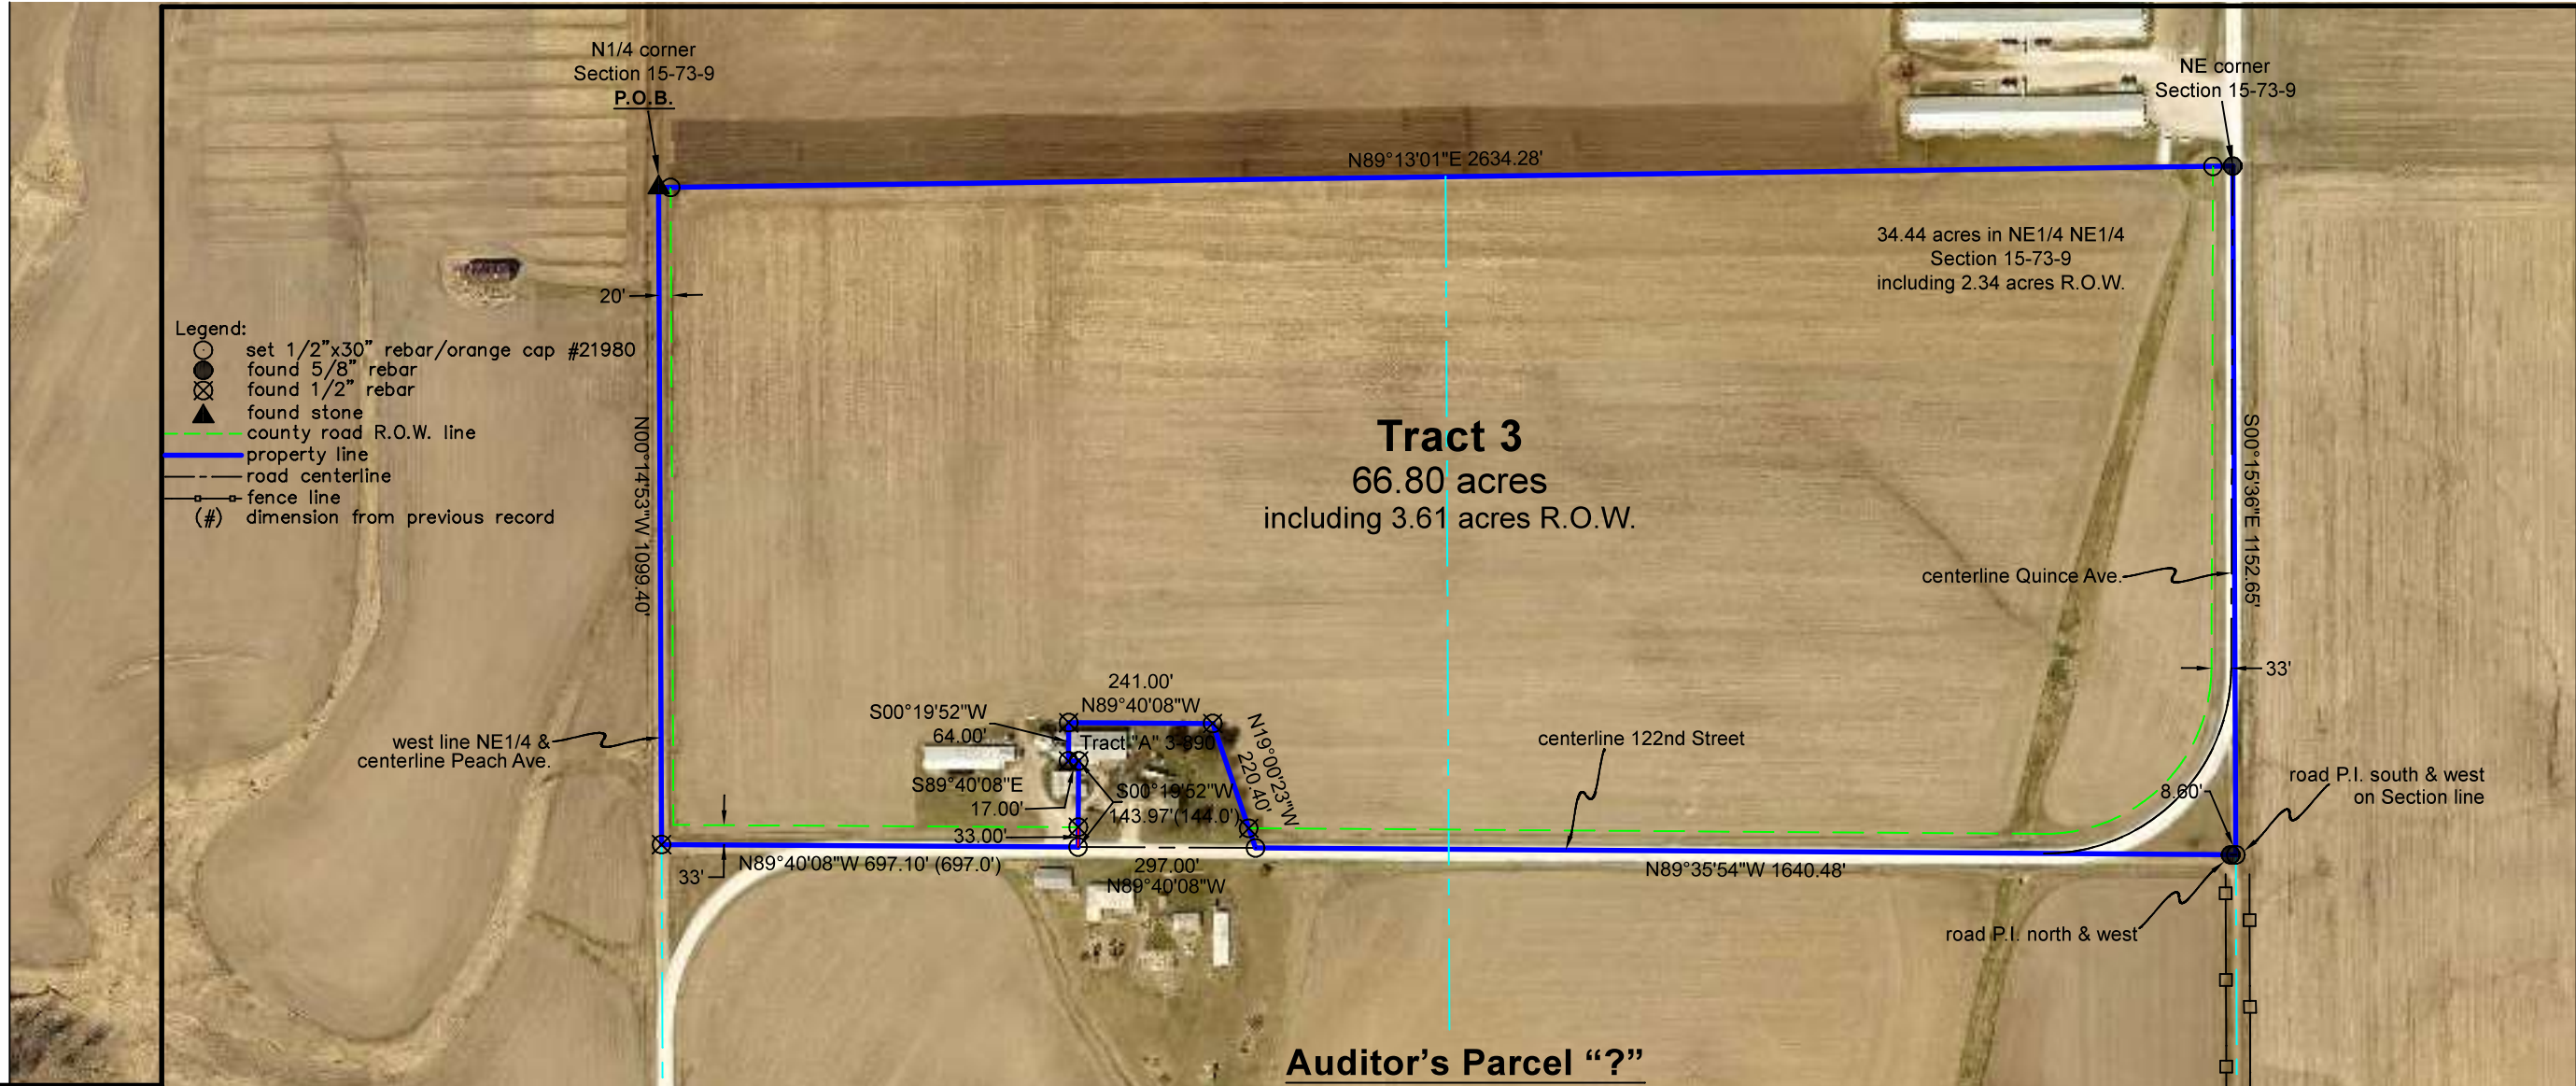 N1/4 corner
Section 15-73-9
P.O.B.
NE corner
Section 15-73-9
N89°13'01"E 2634.28'
34.44 acres in NE1/4 NE1/4
Section 15-73-9
including 2.34 acres R.O.W.
20'
Legend:
set 1/2"x30" rebar/orange cap #21980
found 5/8" rebar
found 1/2" rebar
found stone
county road R.O.W. line
property line
road centerline
fence line
(#) dimension from previous record
N00°14'53"W 1099.40'
Tract 3
66.80 acres
including 3.61 acres R.O.W.
S00°15'36"E 1152.65'
centerline Quince Ave.
33'
241.00'
N89°40'08"W
S00°19'52"W
64.00'
Tract "A" 3-890
N19°00'23"W
220.40'
west line NE1/4 &
centerline Peach Ave.
centerline 122nd Street
S89°40'08"E
17.00'
S00°19'52"W
143.97'(144.0')
33.00'
8.60'
road P.I. south & west
on Section line
33'
N89°40'08"W 697.10' (697.0')
297.00'
N89°40'08"W
N89°35'54"W 1640.48'
road P.I. north & west
Auditor's Parcel “?”